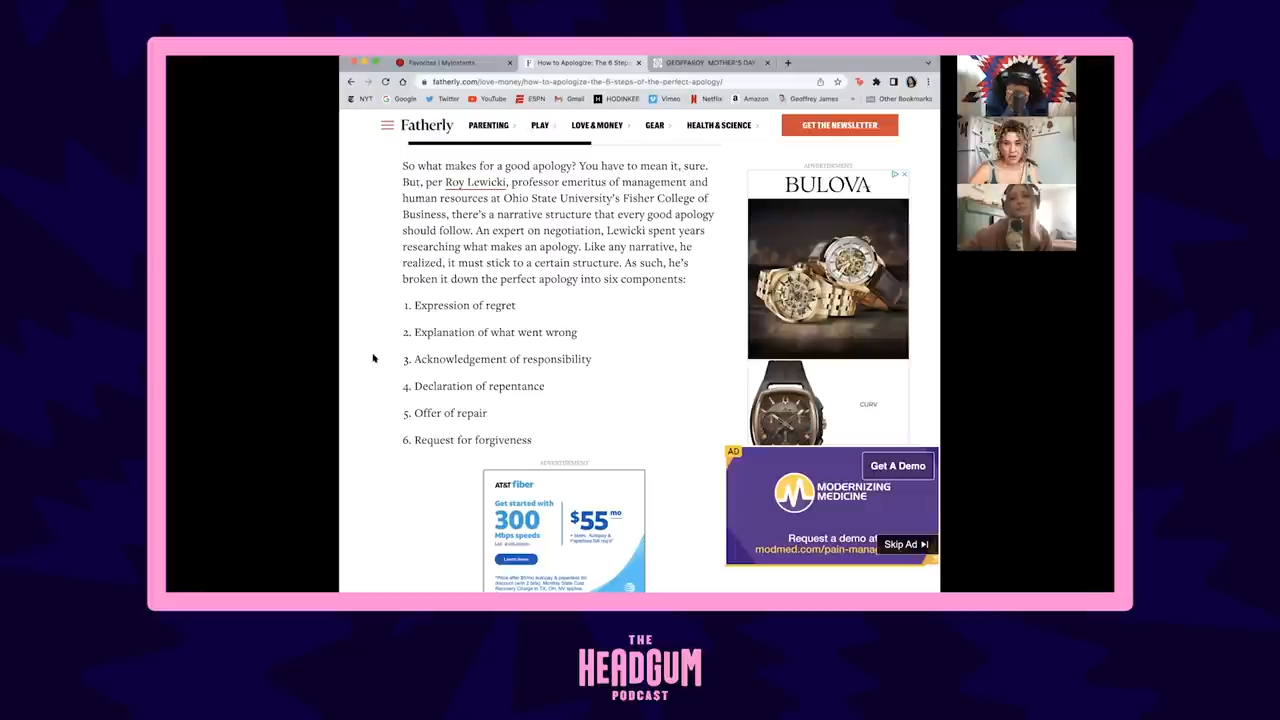 Favorites | Myinstants
How to Apologize: The 6 Steps
GEOFFAROY MOTHER'S DAY
fatherly.com/love-money/how-to-apologize-the-6-steps-of-the-perfect-apology/
NYT Google Twitter YouTube ESPN Gmail HODINKEE Vimeo Netflix Amazon Geoffrey James » Other Bookmarks
Fatherly PARENTING PLAY LOVE & MONEY GEAR HEALTH & SCIENCE GET THE NEWSLETTER
So what makes for a good apology? You have to mean it, sure.
But, per Roy Lewicki, professor emeritus of management and
human resources at Ohio State University's Fisher College of
Business, there's a narrative structure that every good apology
should follow. An expert on negotiation, Lewicki spent years
researching what makes an apology. Like any narrative, he
realized, it must stick to a certain structure. As such, he's
broken it down the perfect apology into six components:
1. Expression of regret
2. Explanation of what went wrong
3. Acknowledgement of responsibility
4. Declaration of repentance
5. Offer of repair
6. Request for forgiveness
ADVERTISEMENT
AT&T fiber
Get started with
300
Mbps speeds
$55 mo
Learn more
ADVERTISEMENT
BULOVA
CURV
AD
Get A Demo
MODERNIZING
MEDICINE
Request a demo at
modmed.com/pain-mana
Skip Ad
THE
HEADGUM
PODCAST